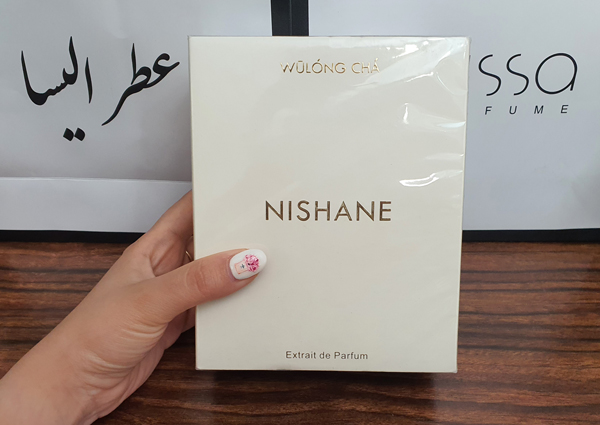 عطر الیسا
WŪLÓNG CHÁ
NISHANE
Extrait de Parfum
ssa
FUME